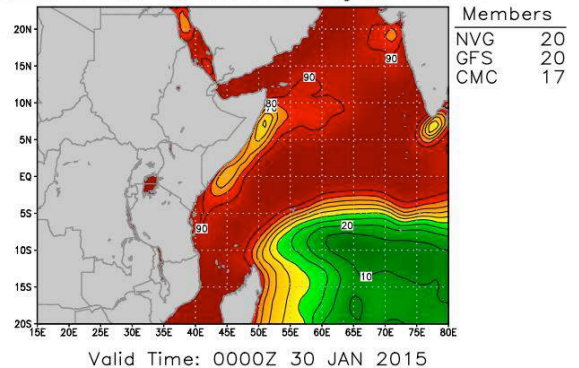 Members
NVG 20
GFS 20
CMC 17
20N
15N
10N
5N
EQ
5S
10S
15S
20S
90
90
80
90
20
10
15E 20E 25E 30E 35E 40E 45E 50E 55E 60E 65E 70E 75E 80E
Valid Time: 0000Z 30 JAN 2015